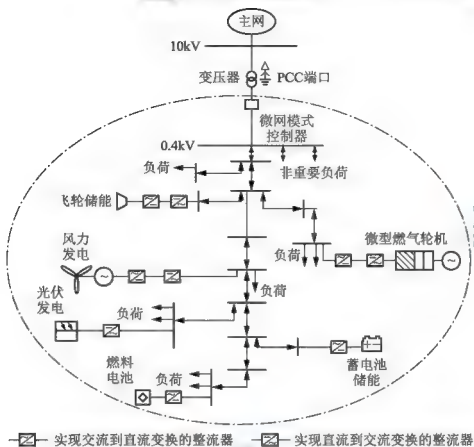 主网
10kV
变压器
PCC端口
微网模式
控制器
0.4kV
负荷
非重要负荷
飞轮储能
风力
发电
负荷
微型燃气轮机
负荷
光伏
发电
负荷
燃料
电池
负荷
蓄电池
储能
实现交流到直流变换的整流器
实现直流到交流变换的整流器